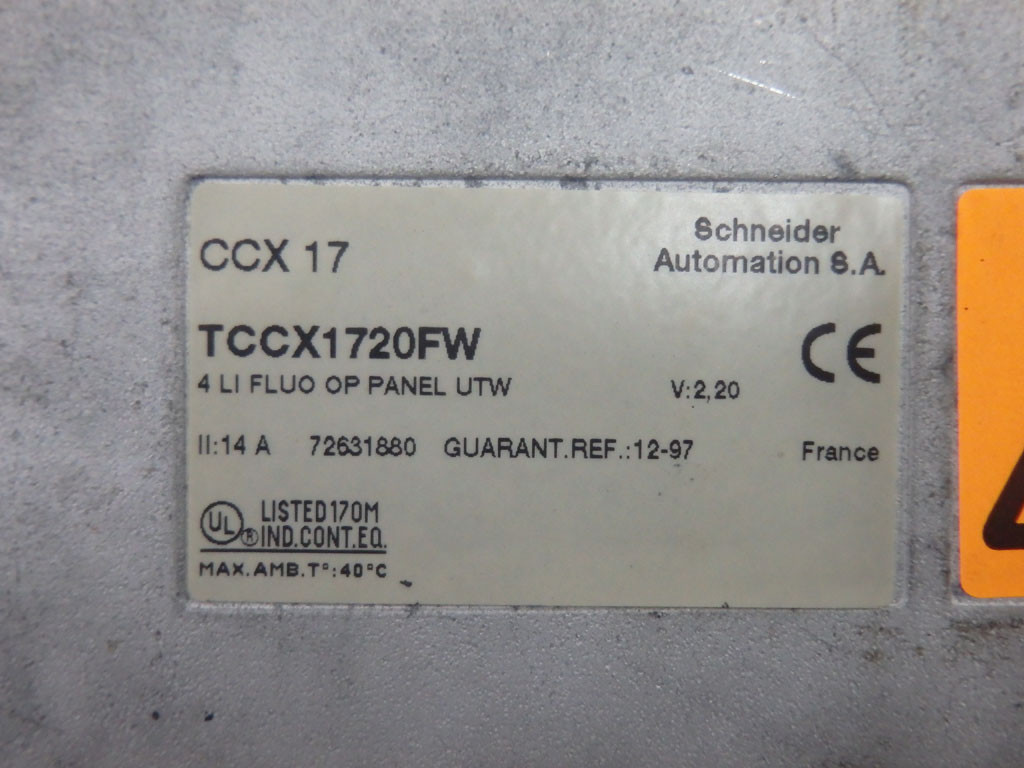 CCX 17
Schneider
Automation S.A.
TCCX1720FW
CE
4 LI FLUO OP PANEL UTW V:2,20
II:14 A 72631880 GUARANT.REF.:12-97 France
UL ® LISTED 170M
IND.CONT.EQ.
MAX.AMB.T°:40°C